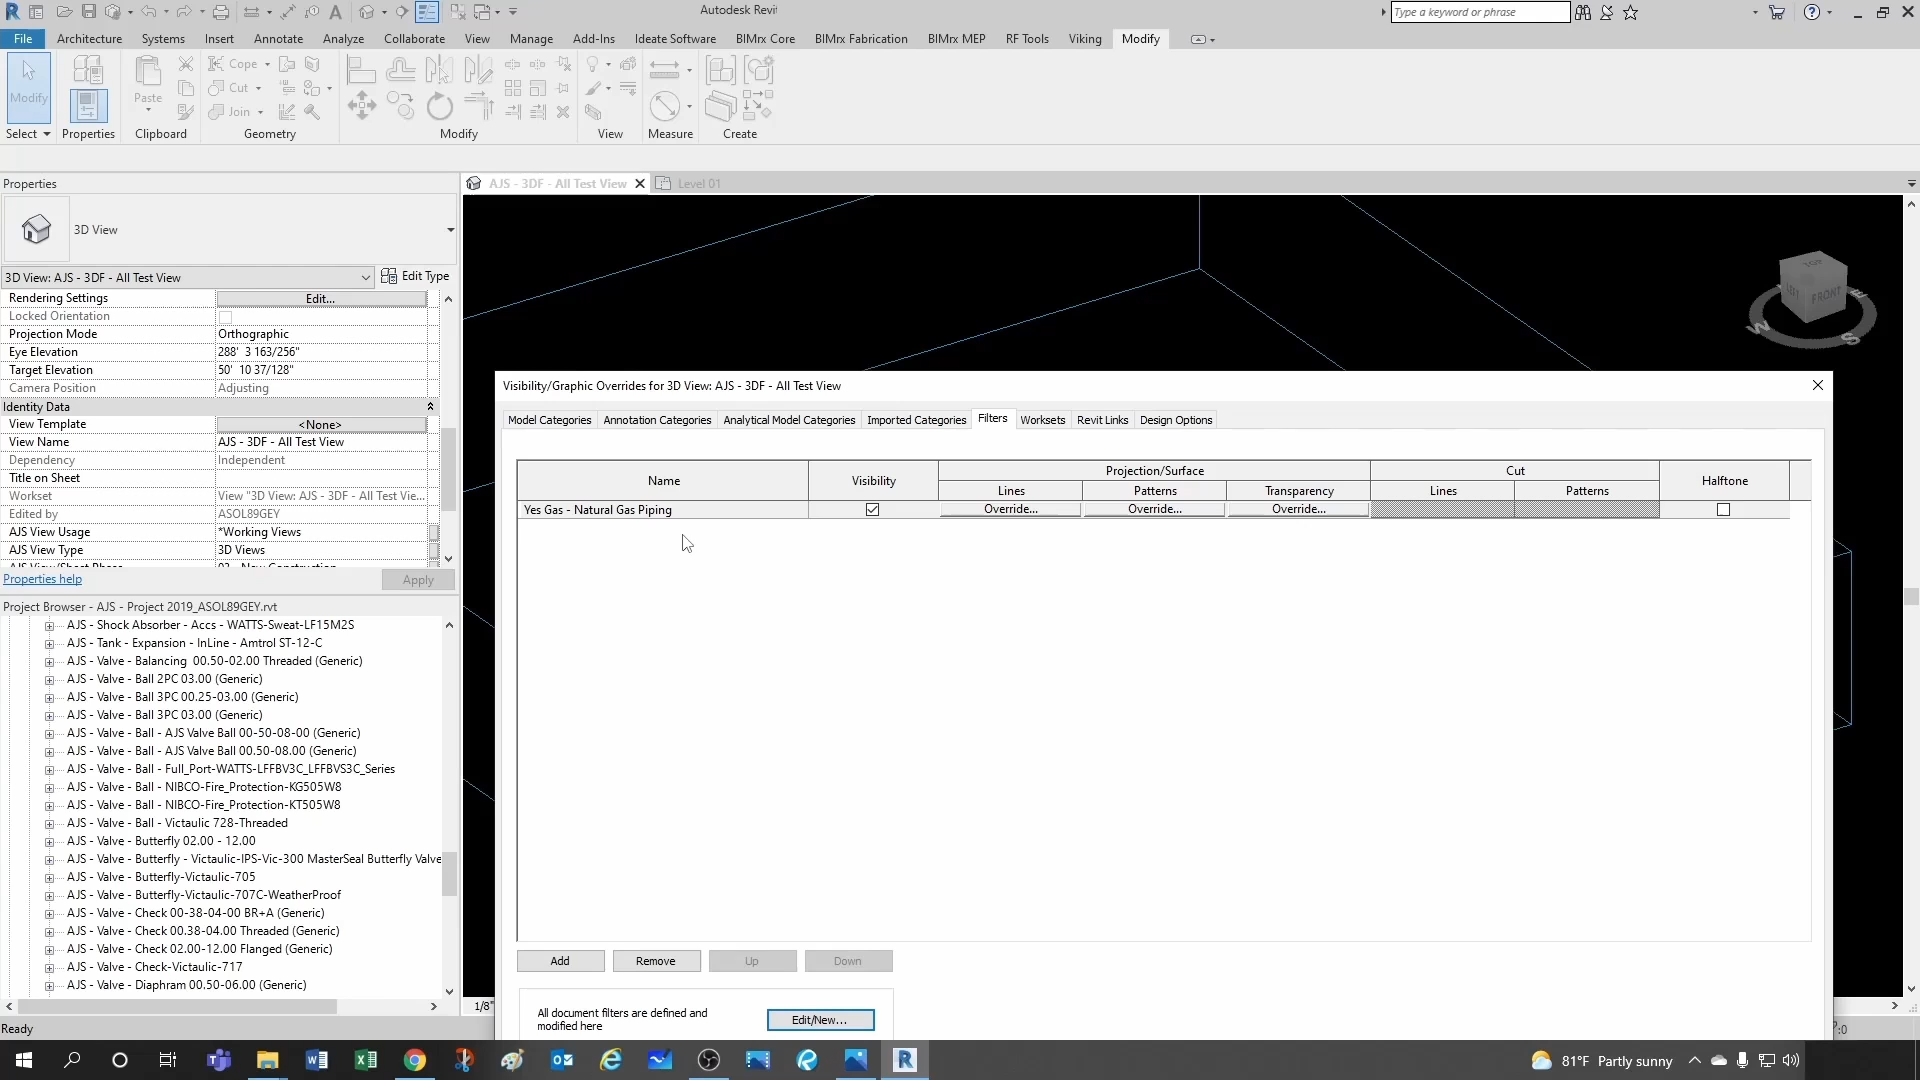 Autodesk Revit
Type a keyword or phrase
File Architecture Systems Insert Annotate Analyze Collaborate View Manage Add-Ins Ideate Software BIMrx Core BIMrx Fabrication BIMrx MEP RF Tools Viking Modify
Modify
Paste
Cope
Cut
Join
Select Properties Clipboard Geometry Modify View Measure Create
Properties
AJS - 3DF - All Test View
Level 01
3D View
3D View: AJS - 3DF - All Test View
Edit Type
Rendering Settings Edit...
Locked Orientation
Projection Mode Orthographic
Eye Elevation 288' 3 163/256"
Target Elevation 50' 10 37/128"
Camera Position Adjusting
Identity Data
View Template <None>
View Name AJS - 3DF - All Test View
Dependency Independent
Title on Sheet
Workset View "3D View: AJS - 3DF - All Test Vie...
Edited by ASOL89GEY
AJS View Usage *Working Views
AJS View Type 3D Views
Properties help
Apply
Project Browser - AJS - Project 2019_ASOL89GEY.rvt
AJS - Shock Absorber - Accs - WATTS-Sweat-LF15M2S
AJS - Tank - Expansion - InLine - Amtrol ST-12-C
AJS - Valve - Balancing 00.50-02.00 Threaded (Generic)
AJS - Valve - Ball 2PC 03.00 (Generic)
AJS - Valve - Ball 3PC 00.25-03.00 (Generic)
AJS - Valve - Ball 3PC 03.00 (Generic)
AJS - Valve - Ball - AJS Valve Ball 00-50-08-00 (Generic)
AJS - Valve - Ball - AJS Valve Ball 00.50-08.00 (Generic)
AJS - Valve - Ball - Full_Port-WATTS-LFFBV3C_LFFBVS3C_Series
AJS - Valve - Ball - NIBCO-Fire_Protection-KG505W8
AJS - Valve - Ball - NIBCO-Fire_Protection-KT505W8
AJS - Valve - Ball - Victaulic 728-Threaded
AJS - Valve - Butterfly 02.00 - 12.00
AJS - Valve - Butterfly - Victaulic-IPS-Vic-300 MasterSeal Butterfly Valve
AJS - Valve - Butterfly-Victaulic-705
AJS - Valve - Butterfly-Victaulic-707C-WeatherProof
AJS - Valve - Check 00-38-04-00 BR+A (Generic)
AJS - Valve - Check 00.38-04.00 Threaded (Generic)
AJS - Valve - Check 02.00-12.00 Flanged (Generic)
AJS - Valve - Check-Victaulic-717
AJS - Valve - Diaphram 00.50-06.00 (Generic)
Ready
TOP
LEFT
FRONT
W
S
E
Visibility/Graphic Overrides for 3D View: AJS - 3DF - All Test View
Model Categories Annotation Categories Analytical Model Categories Imported Categories Filters Worksets Revit Links Design Options
Name Visibility Projection/Surface Cut Halftone
Lines Patterns Transparency Lines Patterns
Yes Gas - Natural Gas Piping Override... Override... Override...
Add Remove Up Down
All document filters are defined and
modified here
Edit/New...
1/8"
:0
81°F Partly sunny